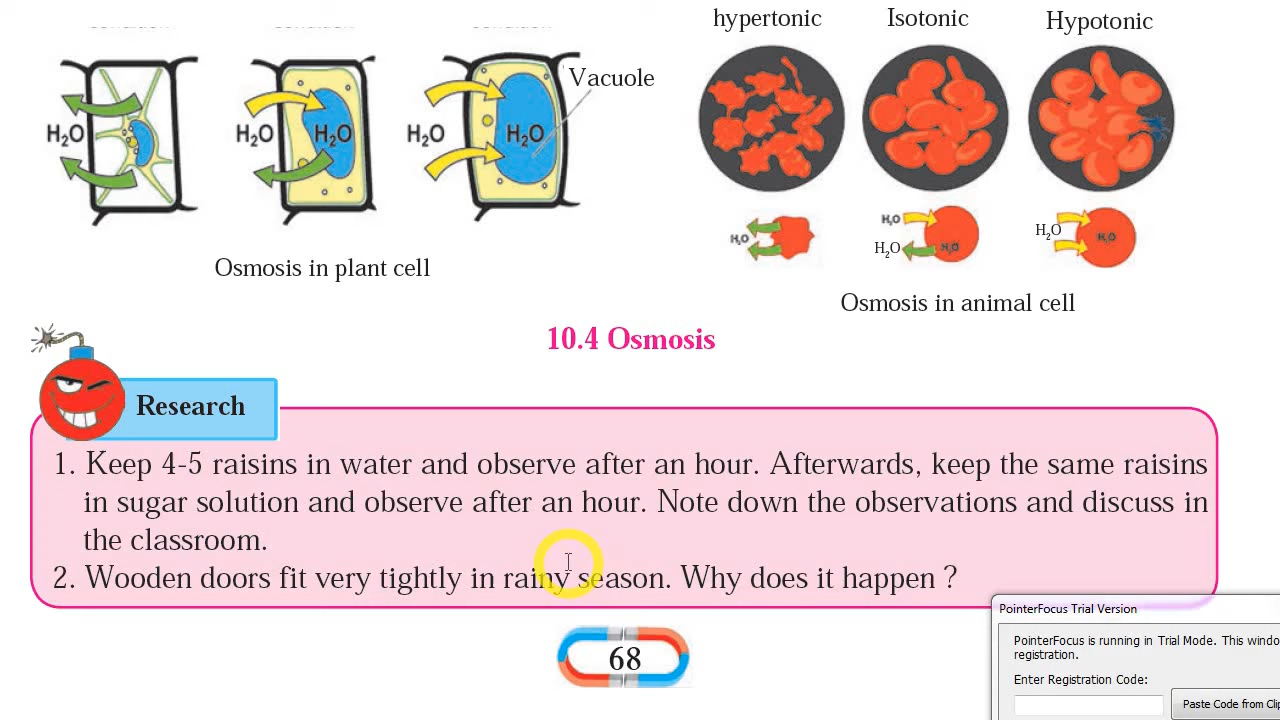 hypertonic Isotonic Hypotonic
Vacuole
H₂O H₂O H₂O H₂O H₂O
Osmosis in plant cell
H₂O H₂O H₂O H₂O H₂O H₂O
Osmosis in animal cell
10.4 Osmosis
Research
1. Keep 4-5 raisins in water and observe after an hour. Afterwards, keep the same raisins
in sugar solution and observe after an hour. Note down the observations and discuss in
the classroom.
2. Wooden doors fit very tightly in rainy season. Why does it happen ?
68
PointerFocus Trial Version
PointerFocus is running in Trial Mode. This windo
registration.
Enter Registration Code:
Paste Code from Clip